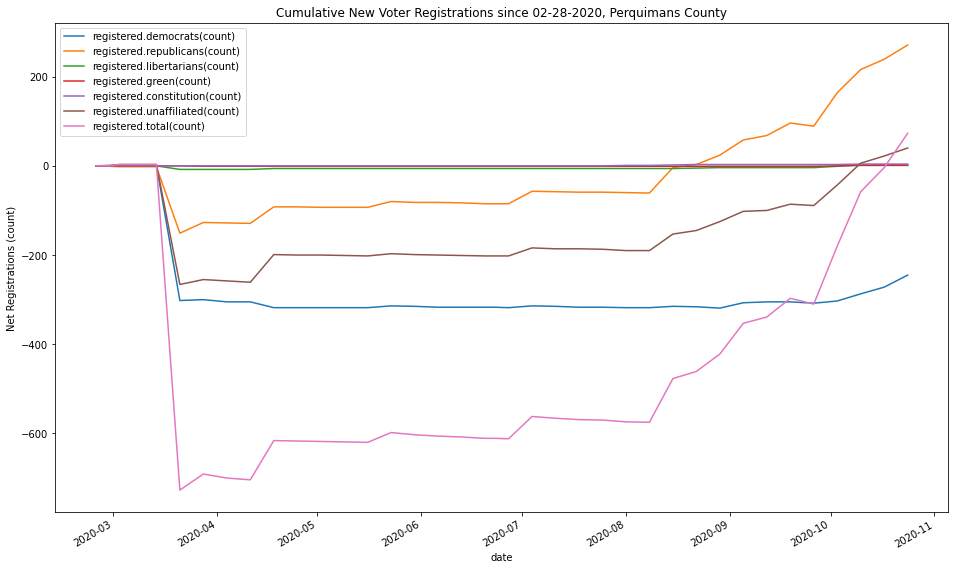 Cumulative New Voter Registrations since 02-28-2020, Perquimans County
registered.democrats(count)
registered.republicans(count)
registered.libertarians(count)
registered.green(count)
registered.constitution(count)
registered.unaffiliated(count)
registered.total(count)
200
0
−200
−400
−600
Net Registrations (count)
2020-03
2020-04
2020-05
2020-06
2020-07
2020-08
2020-09
2020-10
2020-11
date